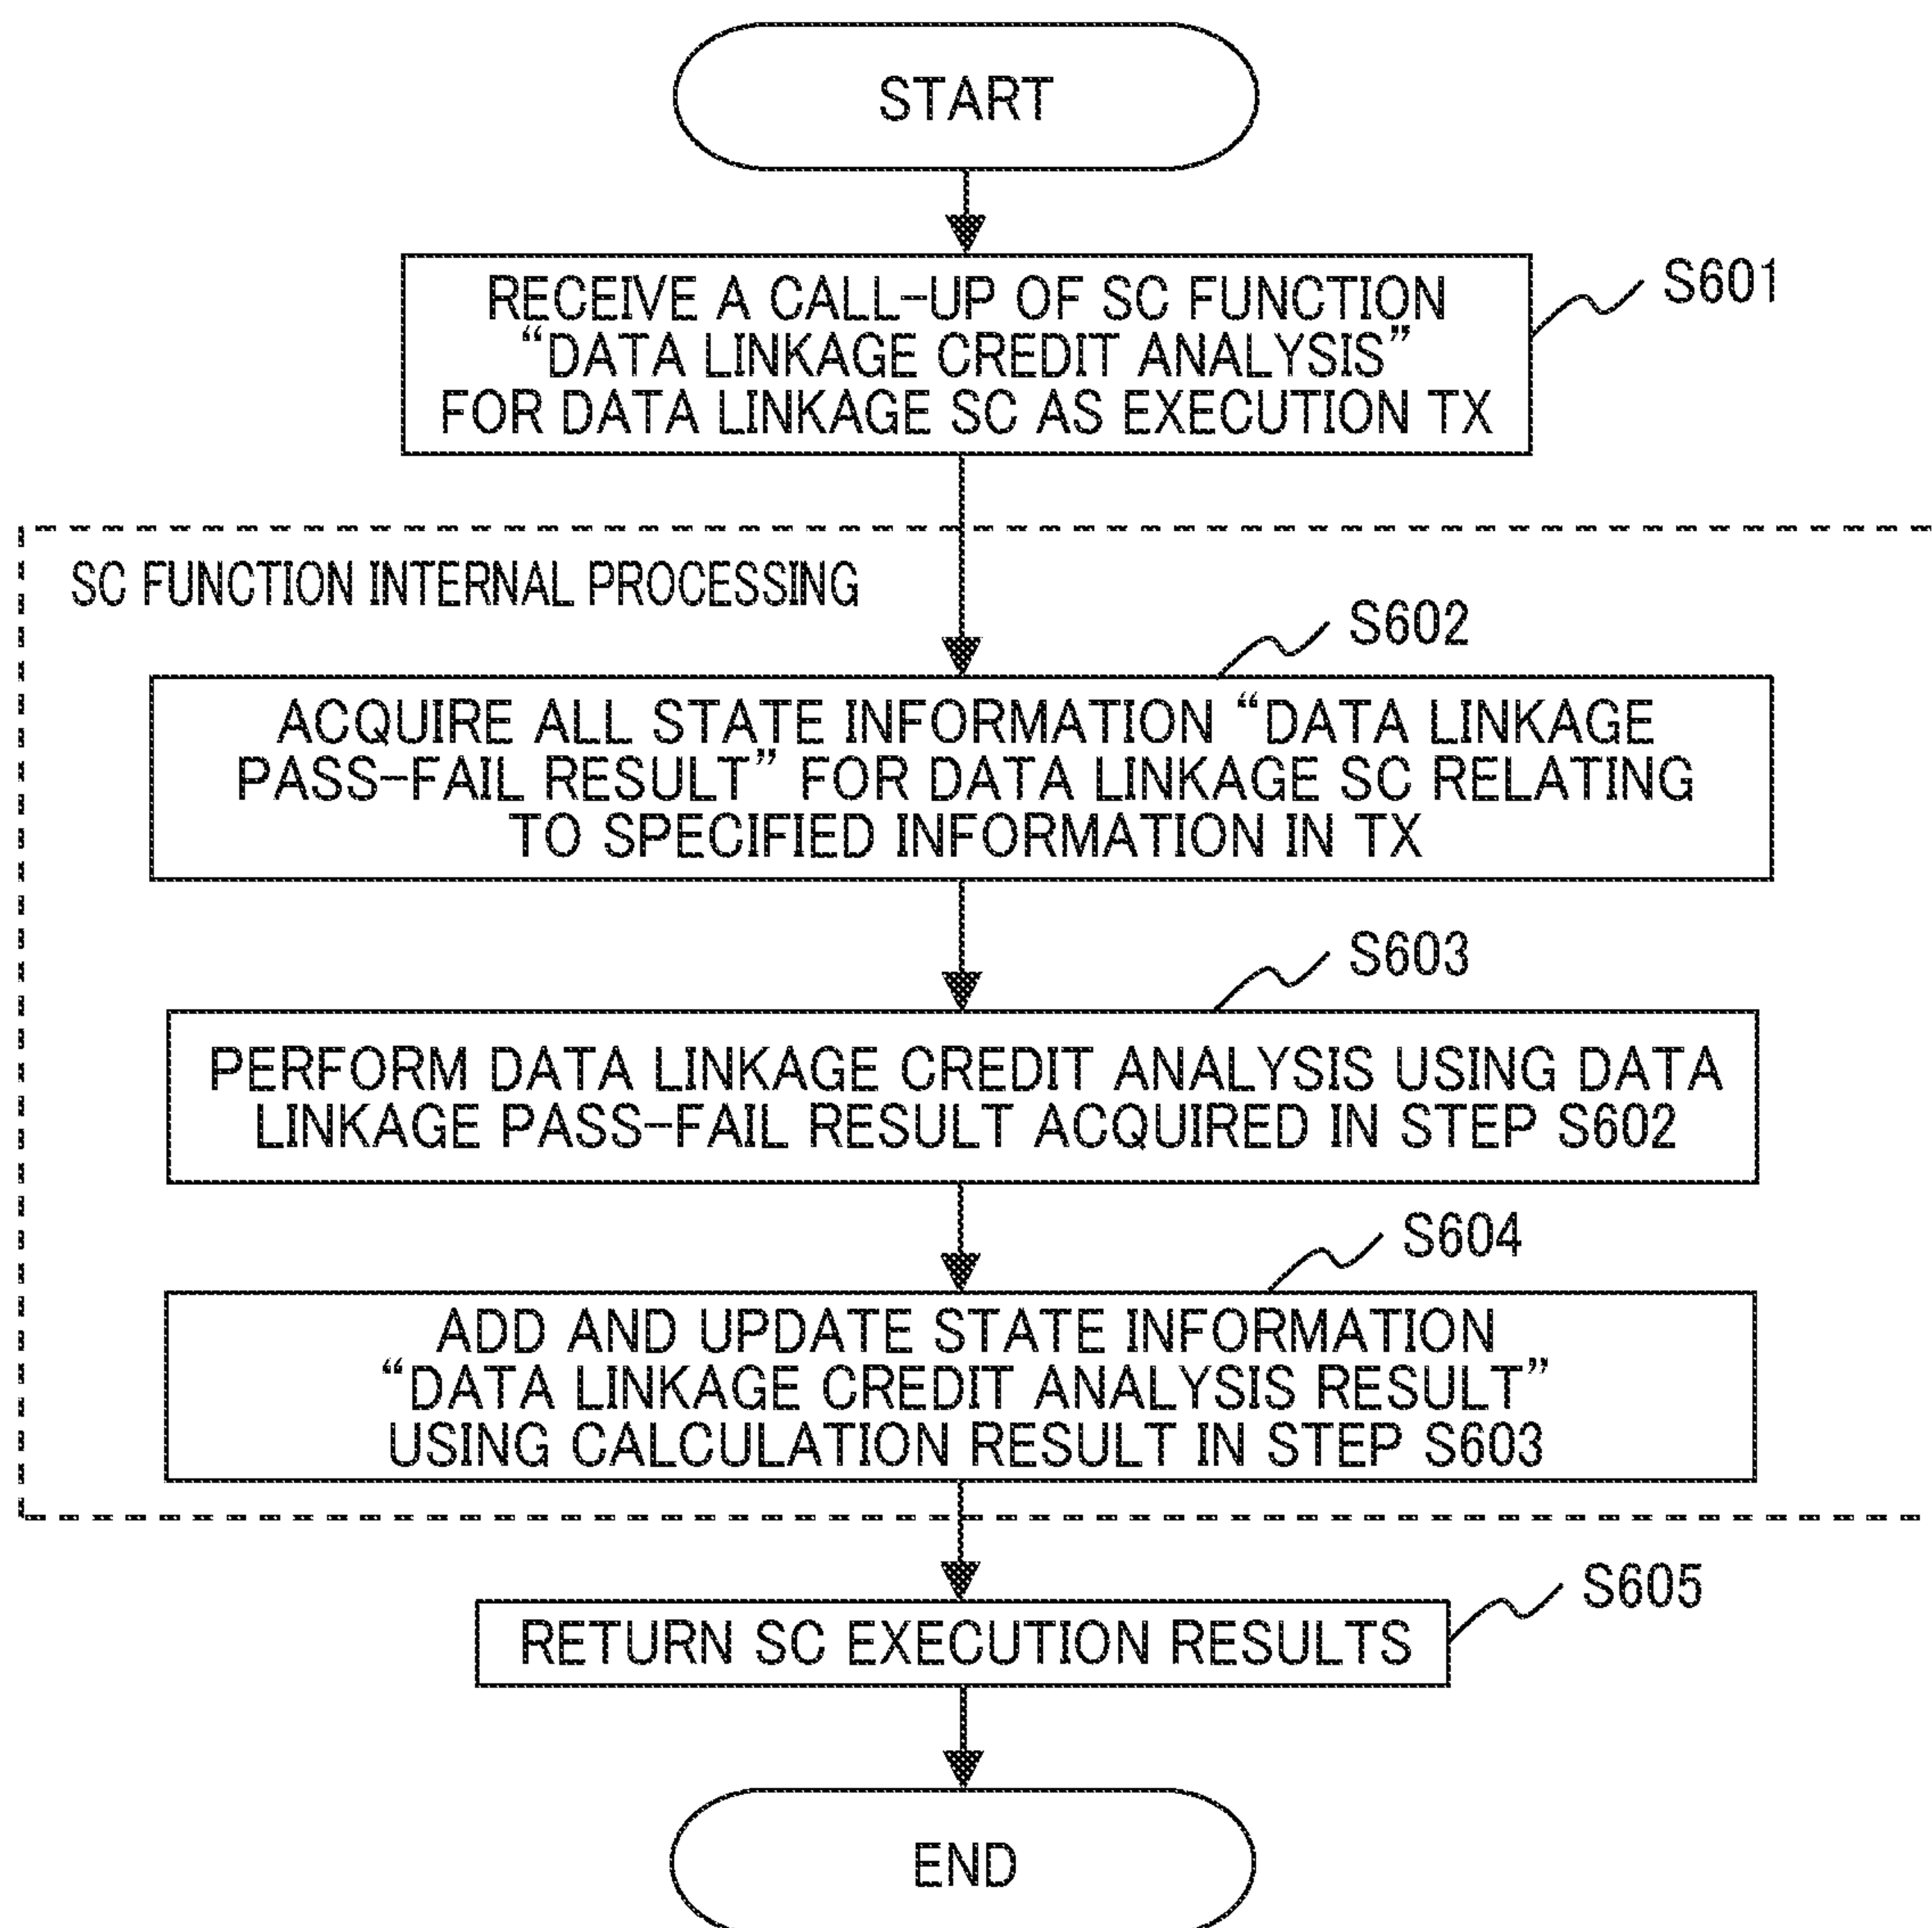 START
RECEIVE A CALL-UP OF SC FUNCTION
“DATA LINKAGE CREDIT ANALYSIS”
FOR DATA LINKAGE SC AS EXECUTION TX
S601
SC FUNCTION INTERNAL PROCESSING
S602
ACQUIRE ALL STATE INFORMATION “DATA LINKAGE
PASS-FAIL RESULT” FOR DATA LINKAGE SC RELATING
TO SPECIFIED INFORMATION IN TX
S603
PERFORM DATA LINKAGE CREDIT ANALYSIS USING DATA
LINKAGE PASS-FAIL RESULT ACQUIRED IN STEP S602
S604
ADD AND UPDATE STATE INFORMATION
“DATA LINKAGE CREDIT ANALYSIS RESULT”
USING CALCULATION RESULT IN STEP S603
S605
RETURN SC EXECUTION RESULTS
END